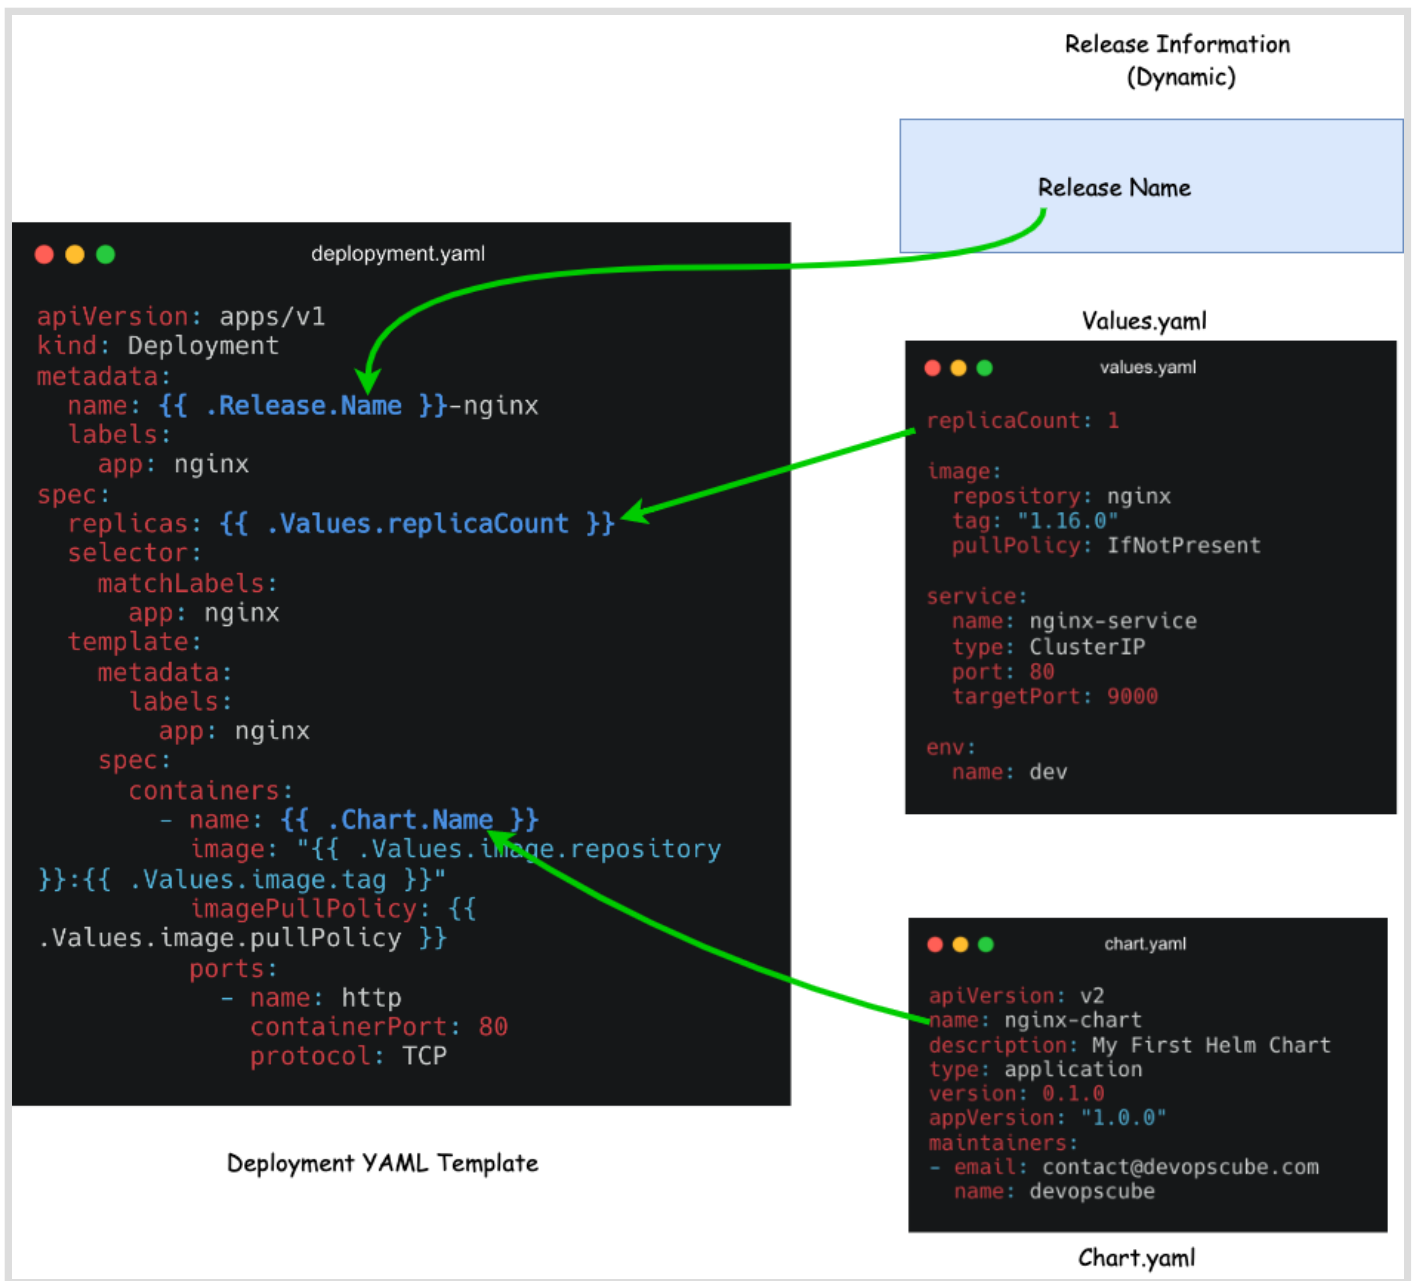 Release Information
(Dynamic)
Release Name
deplopyment.yaml
apiVersion: apps/v1
kind: Deployment
metadata:
  name: {{ .Release.Name }}-nginx
  labels:
    app: nginx
spec:
  replicas: {{ .Values.replicaCount }}
  selector:
    matchLabels:
      app: nginx
  template:
    metadata:
      labels:
        app: nginx
    spec:
      containers:
        - name: {{ .Chart.Name }}
          image: "{{ .Values.image.repository
}}:{{ .Values.image.tag }}"
          imagePullPolicy: {{
.Values.image.pullPolicy }}
          ports:
            - name: http
              containerPort: 80
              protocol: TCP
Deployment YAML Template
Values.yaml
values.yaml
replicaCount: 1
image:
  repository: nginx
  tag: "1.16.0"
  pullPolicy: IfNotPresent
service:
  name: nginx-service
  type: ClusterIP
  port: 80
  targetPort: 9000
env:
  name: dev
chart.yaml
apiVersion: v2
name: nginx-chart
description: My First Helm Chart
type: application
version: 0.1.0
appVersion: "1.0.0"
maintainers:
- email: contact@devopscube.com
  name: devopscube
Chart.yaml